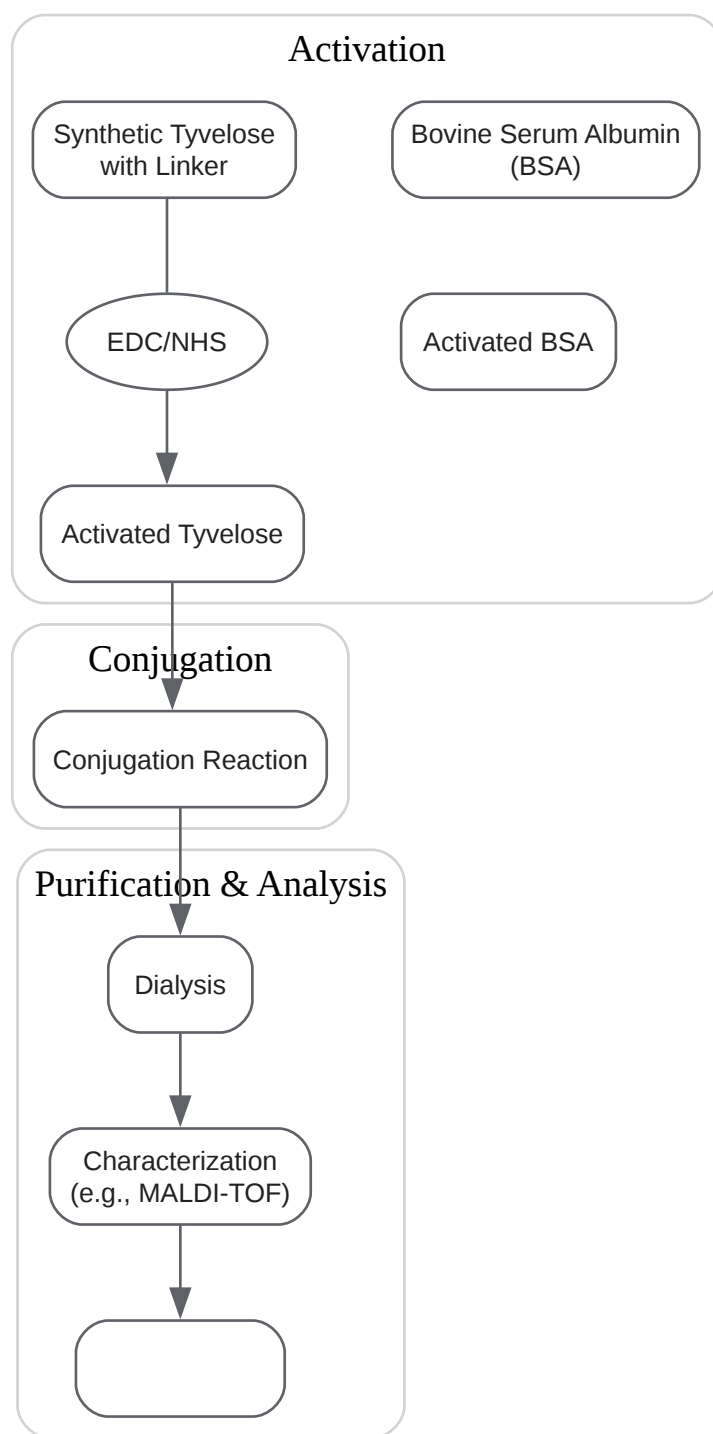 Activation
Synthetic Tyvelose
with Linker
Bovine Serum Albumin
(BSA)
EDC/NHS
Activated BSA
Activated Tyvelose
Conjugation
Conjugation Reaction
Purification & Analysis
Dialysis
Characterization
(e.g., MALDI-TOF)